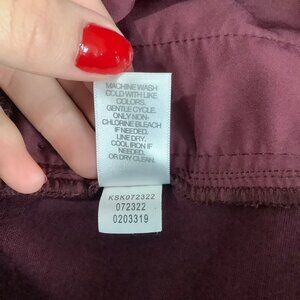 MACHINE WASH
COLD WITH LIKE
COLORS.
GENTLE CYCLE.
ONLY NON-
CHLORINE BLEACH
IF NEEDED.
LINE DRY.
COOL IRON IF
NEEDED.
OR DRY CLEAN.
KSK072322
072322
0203319